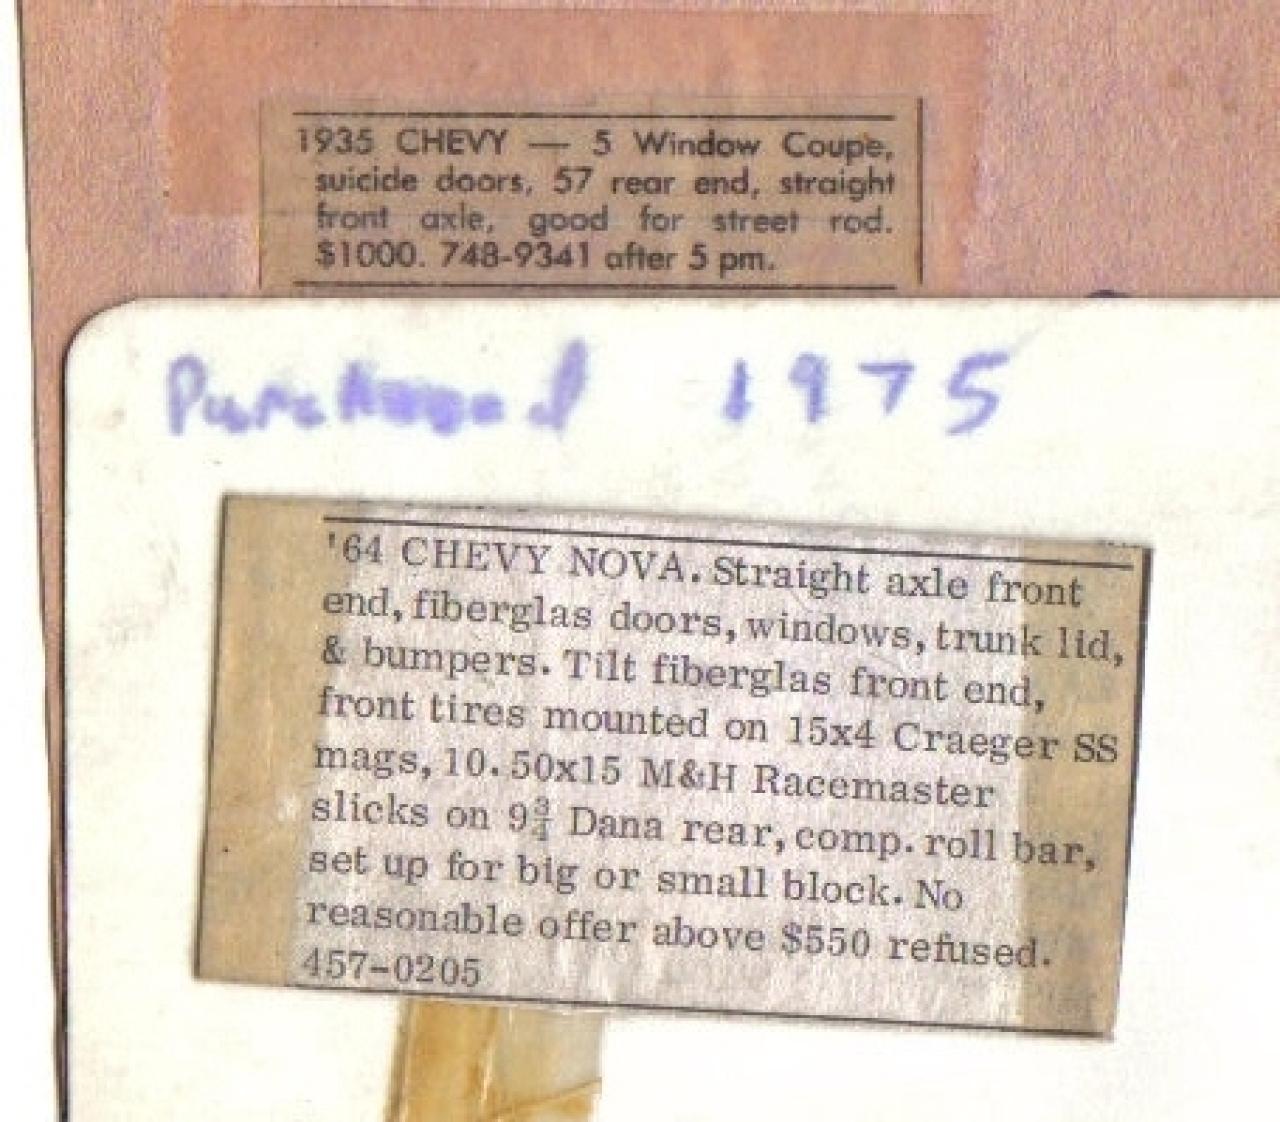 1935 CHEVY — 5 Window Coupe,
suicide doors, 57 rear end, straight
front axle, good for street rod.
$1000. 748-9341 after 5 pm.
Purchased 1975
'64 CHEVY NOVA. Straight axle front
end, fiberglas doors, windows, trunk lid,
& bumpers. Tilt fiberglas front end,
front tires mounted on 15x4 Craeger SS
mags, 10.50x15 M&H Racemaster
slicks on 9¾ Dana rear, comp. roll bar,
set up for big or small block. No
reasonable offer above $550 refused.
457-0205